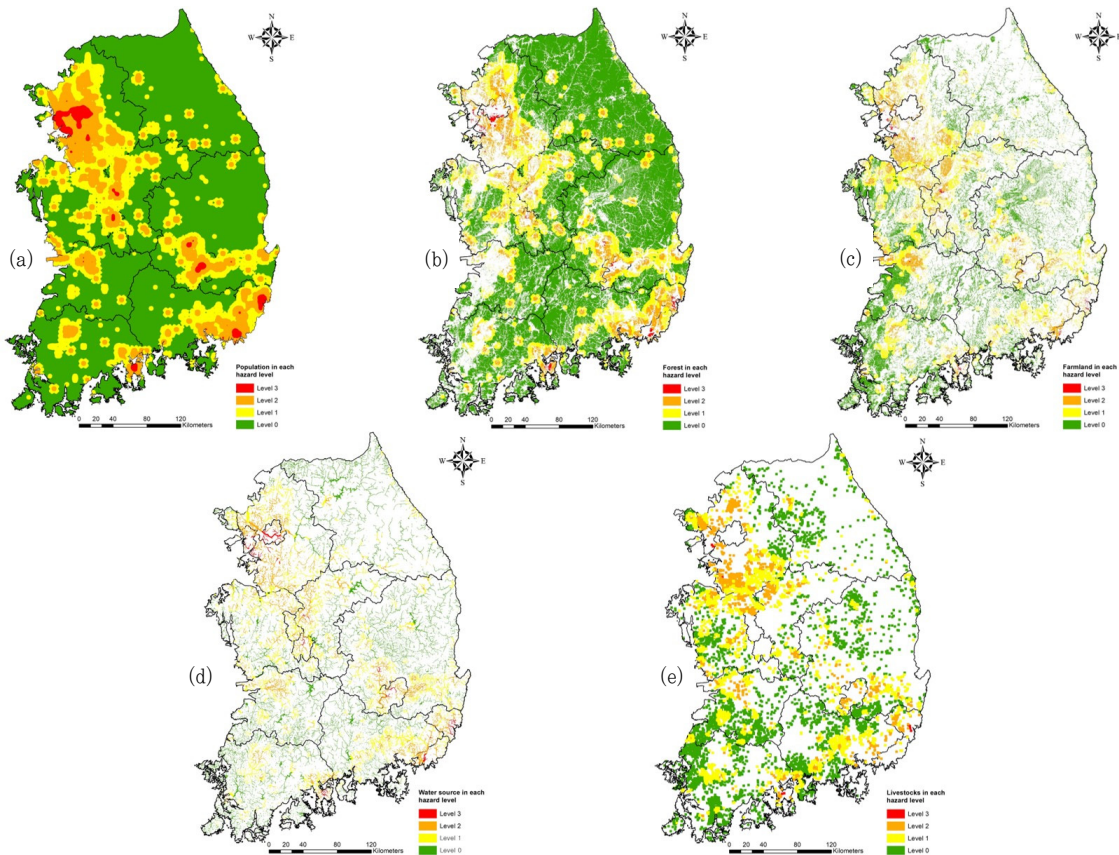 N
W E
S
(a)
Population in each
hazard level
Level 3
Level 2
Level 1
Level 0
0 20 40 80 120
Kilometers
N
W E
S
(b)
Forest in each
hazard level
Level 3
Level 2
Level 1
Level 0
0 20 40 80 120
Kilometers
N
W E
S
(c)
Farmland in each
hazard level
Level 3
Level 2
Level 1
Level 0
0 20 40 80 120
Kilometers
N
W E
S
(d)
Water source in each
hazard level
Level 3
Level 2
Level 1
Level 0
0 20 40 80 120
Kilometers
N
W E
S
(e)
Livestocks in each
hazard level
Level 3
Level 2
Level 1
Level 0
0 20 40 80 120
Kilometers